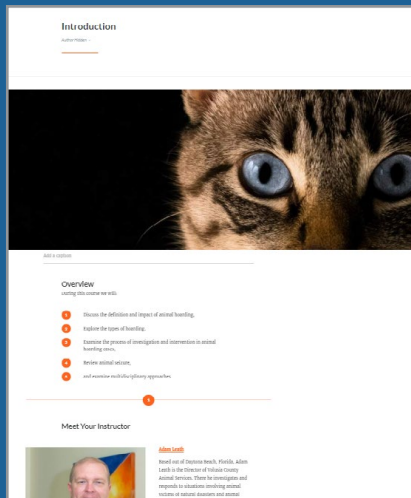 Introduction
Author Hidden -
Add a caption
Overview
During this course we will:
1 Discuss the definition and impact of animal hoarding,
2 Explore the types of hoarding.
3 Examine the process of investigation and intervention in animal
hoarding cases,
4 Review animal seizure,
and examine multidisciplinary approaches.
Meet Your Instructor
Adam Leath
Based out of Daytona Beach, Florida, Adam
Leath is the Director of Volusia County
Animal Services. There he investigates and
responds to situations involving animal
victims of natural disasters and animal